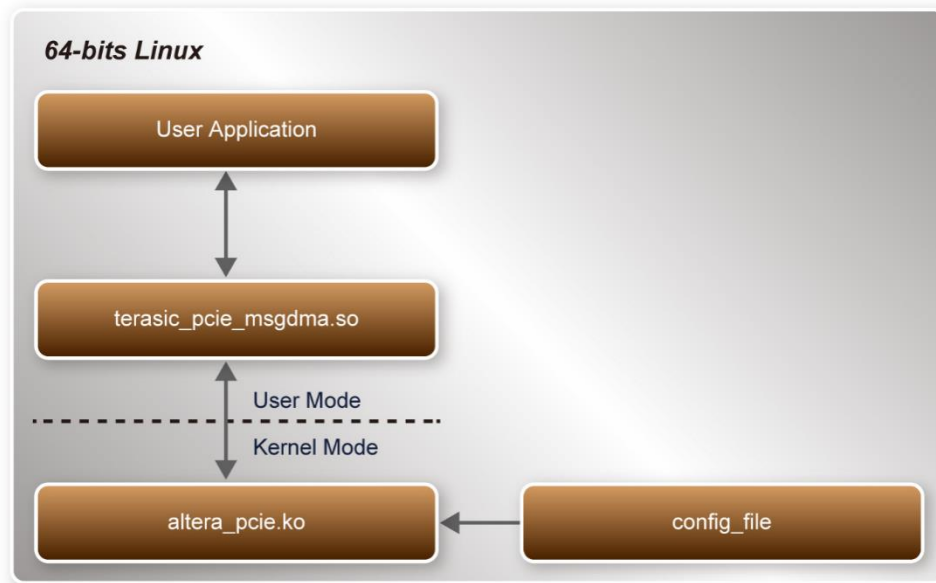 64-bits Linux
User Application
terasic_pcie_msgdma.so
User Mode
Kernel Mode
altera_pcie.ko
config_file